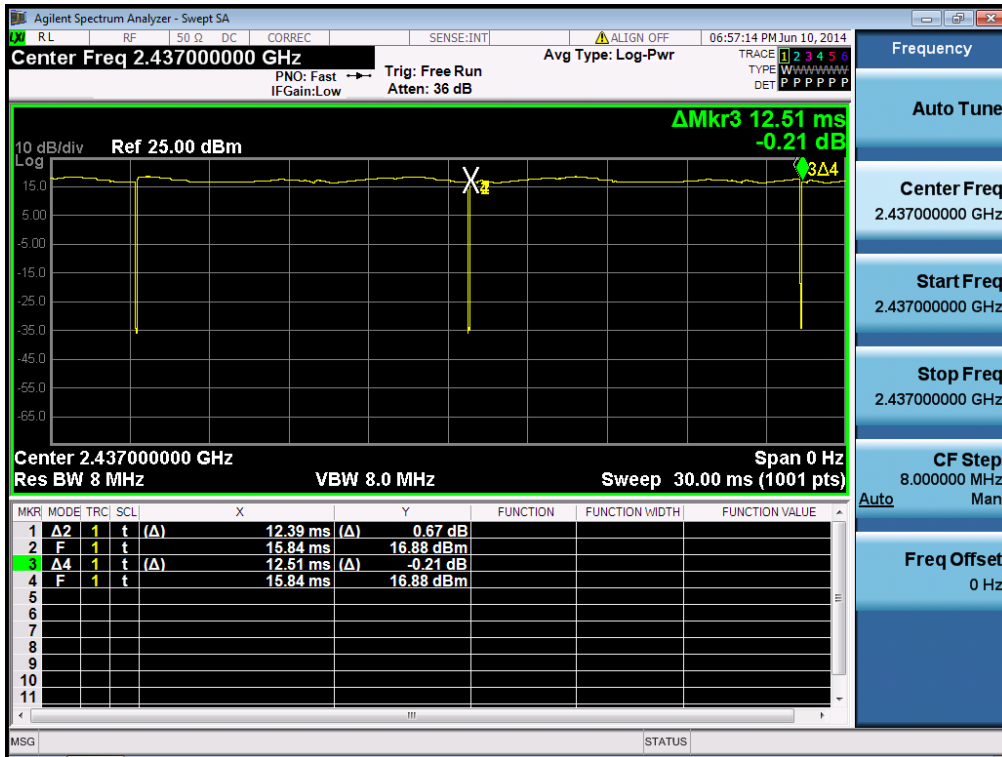 Agilent Spectrum Analyzer - Swept SA
LXI RL RF 50 Ω DC CORREC SENSE:INT ALIGN OFF 06:57:14 PM Jun 10, 2014
Center Freq 2.437000000 GHz
PNO: Fast
IFGain:Low
Trig: Free Run
Atten: 36 dB
Avg Type: Log-Pwr
TRACE 1 2 3 4 5 6
TYPE WWWWWW
DET P P P P P P
ΔMkr3 12.51 ms
-0.21 dB
10 dB/div Ref 25.00 dBm
Log
15.0
5.00
-5.00
-15.0
-25.0
-35.0
-45.0
-55.0
-65.0
3Δ4
Center 2.437000000 GHz Span 0 Hz
Res BW 8 MHz VBW 8.0 MHz Sweep 30.00 ms (1001 pts)
MKR MODE TRC SCL X Y FUNCTION FUNCTION WIDTH FUNCTION VALUE
1 Δ2 1 t (Δ) 12.39 ms (Δ) 0.67 dB
2 F 1 t 15.84 ms 16.88 dBm
3 Δ4 1 t (Δ) 12.51 ms (Δ) -0.21 dB
4 F 1 t 15.84 ms 16.88 dBm
5
6
7
8
9
10
11
MSG STATUS
Frequency
Auto Tune
Center Freq
2.437000000 GHz
Start Freq
2.437000000 GHz
Stop Freq
2.437000000 GHz
CF Step
8.000000 MHz
Auto Man
Freq Offset
0 Hz